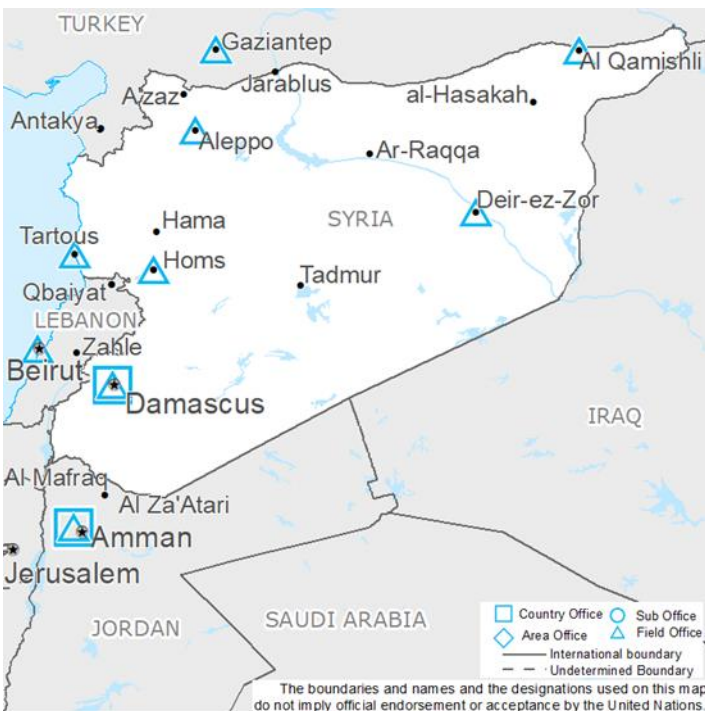 TURKEY
Gaziantep
Al Qamishli
Jarablus
A'zaz
al-Hasakah
Antakya
Aleppo
Ar-Raqqa
Deir-ez-Zor
Hama
SYRIA
Tartous
Homs
Tadmur
Qbaiyat
LEBANON
Zahle
Beirut
Damascus
IRAQ
Al-Mafraq
Al Za'Atari
Amman
Jerusalem
SAUDI ARABIA
JORDAN
Country Office Sub Office
Area Office Field Office
International boundary
Undetermined Boundary
The boundaries and names and the designations used on this map
do not imply official endorsement or acceptance by the United Nations.